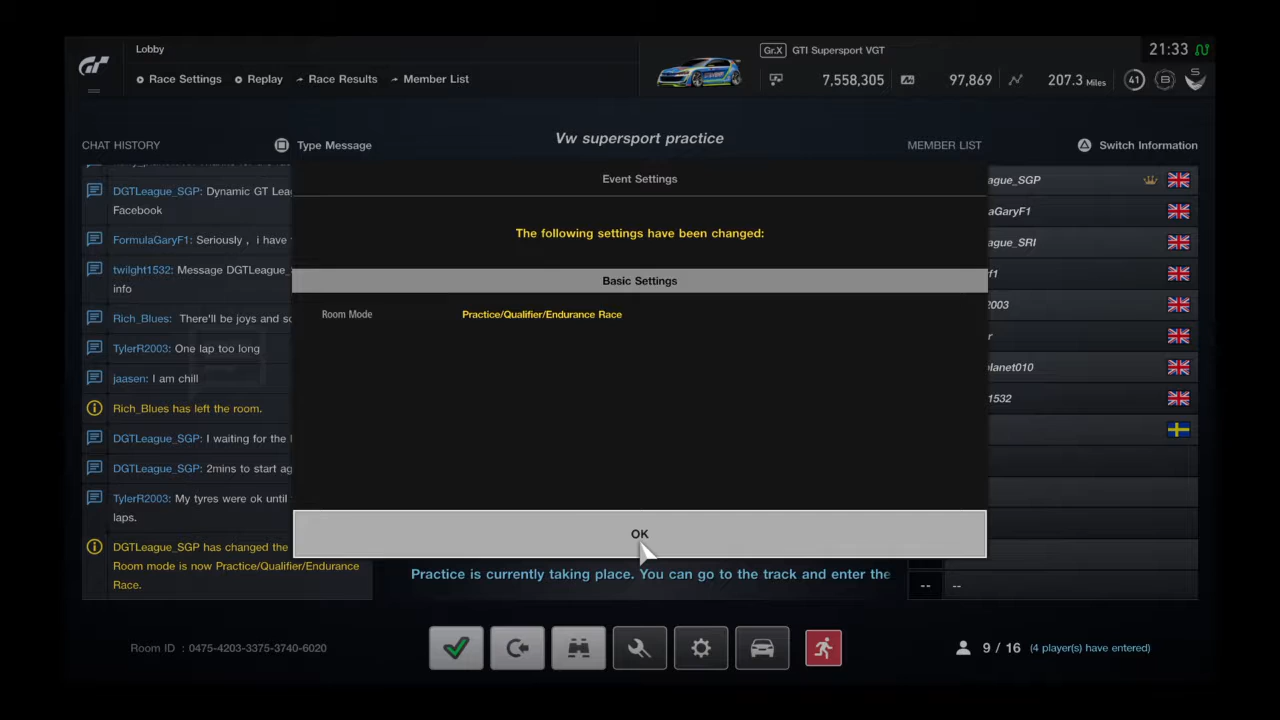 Lobby
Race Settings Replay Race Results Member List
Gr.X GTI Supersport VGT
7,558,305 97,869 207.3 Miles 41 B S
21:33
CHAT HISTORY Type Message
Vw supersport practice
MEMBER LIST Switch Information
DGTLeague_SGP: Dynamic GT Lea
Facebook
FormulaGaryF1: Seriously , i have
twilght1532: Message DGTLeague_
info
Rich_Blues: There'll be joys and so
TylerR2003: One lap too long
jaasen: I am chill
Rich_Blues has left the room.
DGTLeague_SGP: I waiting for the
DGTLeague_SGP: 2mins to start ag
TylerR2003: My tyres were ok until
laps.
DGTLeague_SGP has changed the
Room mode is now Practice/Qualifier/Endurance
Race.
Event Settings
The following settings have been changed:
Basic Settings
Room Mode Practice/Qualifier/Endurance Race
OK
Practice is currently taking place. You can go to the track and enter the
ague_SGP
aGaryF1
ague_SRI
f1
2003
r
lanet010
1532
-- --
Room ID : 0475-4203-3375-3740-6020
9 / 16 (4 player(s) have entered)